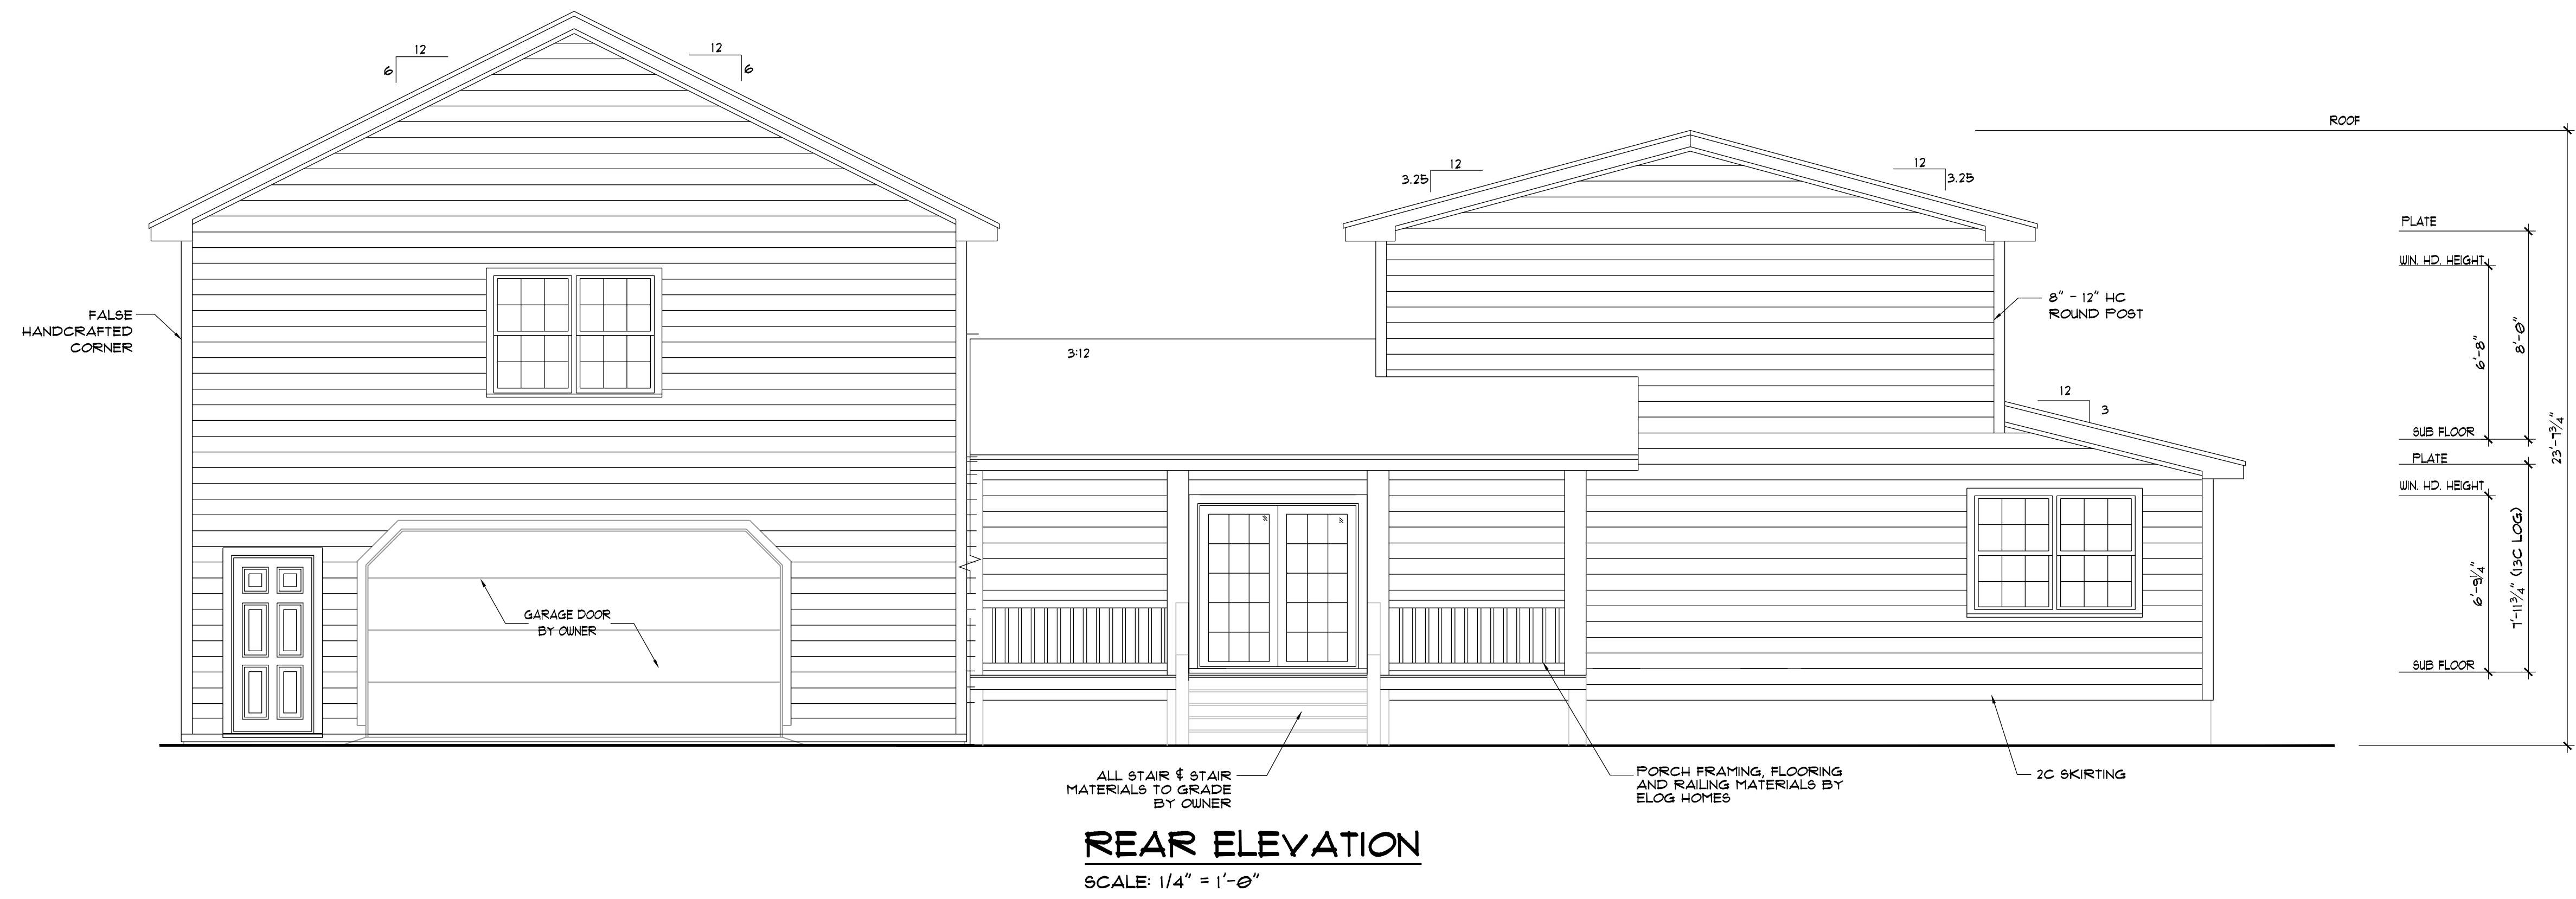 12
6
12
6
ROOF
12
3.25
12
3.25
PLATE
WIN. HD. HEIGHT
8" - 12" HC
ROUND POST
FALSE
HANDCRAFTED
CORNER
3:12
6'-8"
8'-0"
12
3
SUB FLOOR
23'-7 3/4"
PLATE
WIN. HD. HEIGHT
6'-9 1/4"
7'-11 3/4" (13C LOG)
GARAGE DOOR
BY OWNER
SUB FLOOR
ALL STAIR & STAIR
MATERIALS TO GRADE
BY OWNER
PORCH FRAMING, FLOORING
AND RAILING MATERIALS BY
ELOG HOMES
2C SKIRTING
REAR ELEVATION
SCALE: 1/4" = 1'-0"